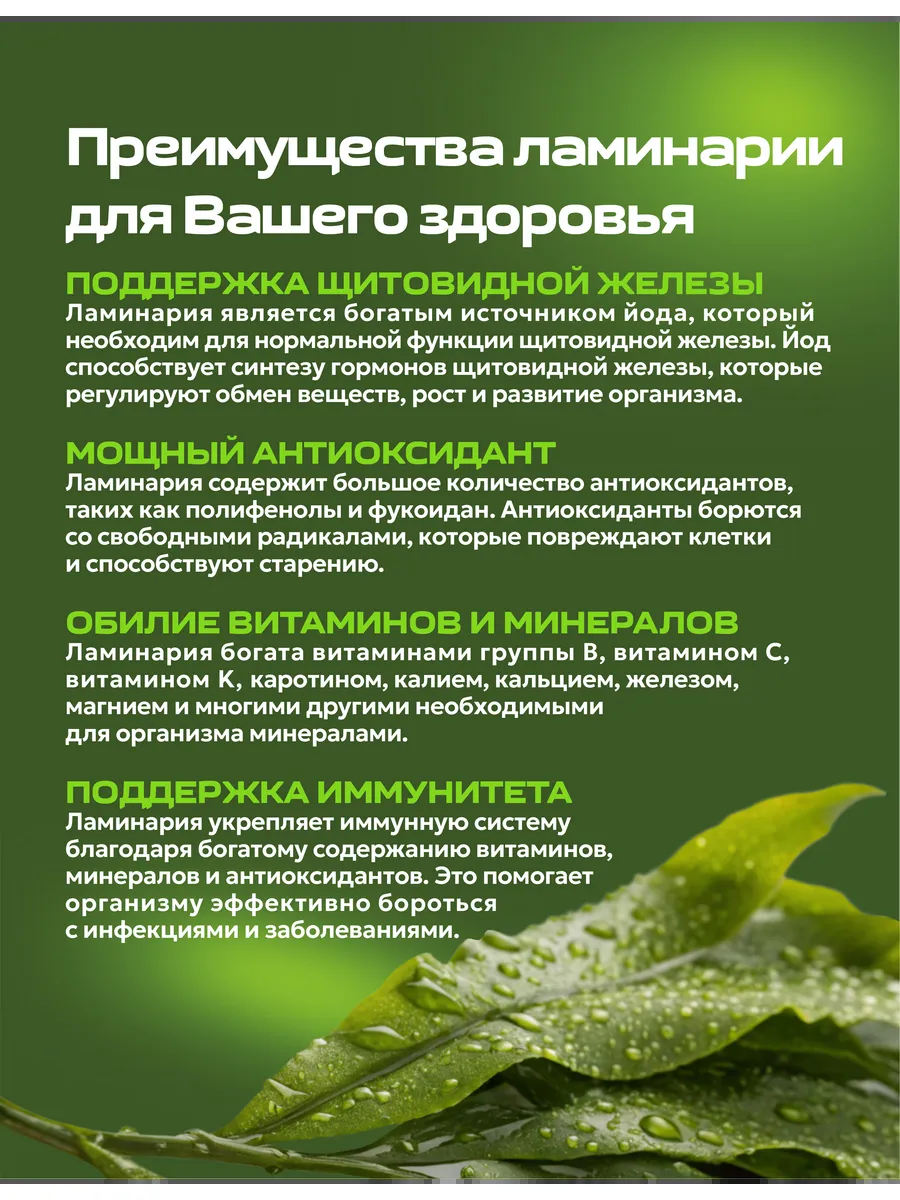 Преимущества ламинарии
для Вашего здоровья
ПОДДЕРЖКА ЩИТОВИДНОЙ ЖЕЛЕЗЫ
Ламинария является богатым источником йода, который
необходим для нормальной функции щитовидной железы. Йод
способствует синтезу гормонов щитовидной железы, которые
регулируют обмен веществ, рост и развитие организма.
МОЩНЫЙ АНТИОКСИДАНТ
Ламинария содержит большое количество антиоксидантов,
таких как полифенолы и фукоидан. Антиоксиданты борются
со свободными радикалами, которые повреждают клетки
и способствуют старению.
ОБИЛИЕ ВИТАМИНОВ И МИНЕРАЛОВ
Ламинария богата витаминами группы В, витамином С,
витамином К, каротином, калием, кальцием, железом,
магнием и многими другими необходимыми
для организма минералами.
ПОДДЕРЖКА ИММУНИТЕТА
Ламинария укрепляет иммунную систему
благодаря богатому содержанию витаминов,
минералов и антиоксидантов. Это помогает
организму эффективно бороться
с инфекциями и заболеваниями.